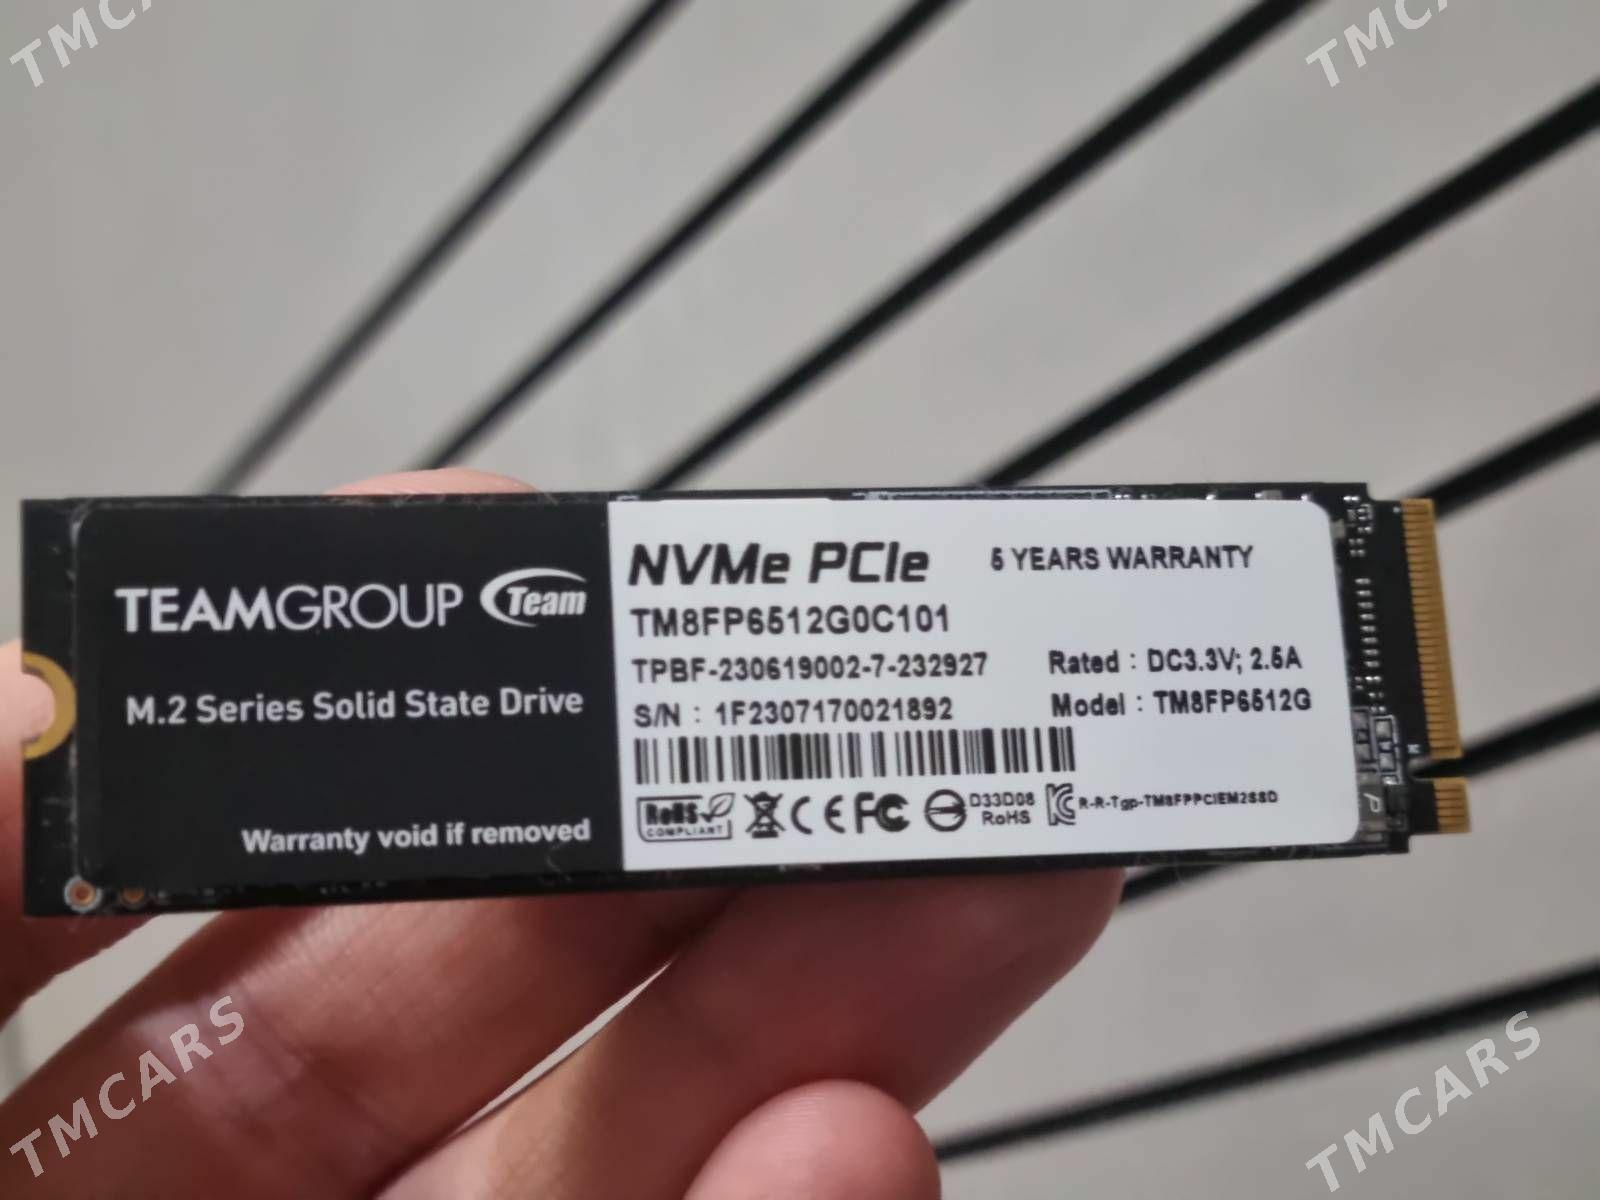 TMCARS
TMCARS
TEAMGROUP Team
M.2 Series Solid State Drive
Warranty void if removed
NVMe PCIe
5 YEARS WARRANTY
TM8FP6512G0C101
TPBF-230619002-7-232927
Rated : DC3.3V; 2.5A
S/N : 1F2307170021892
Model : TM8FP6512G
RoHS
COMPLIANT
CE FC
D33D08
RoHS
R-R-Tgp-TM8FPPCIEM2SSD
TMCARS
TMCARS